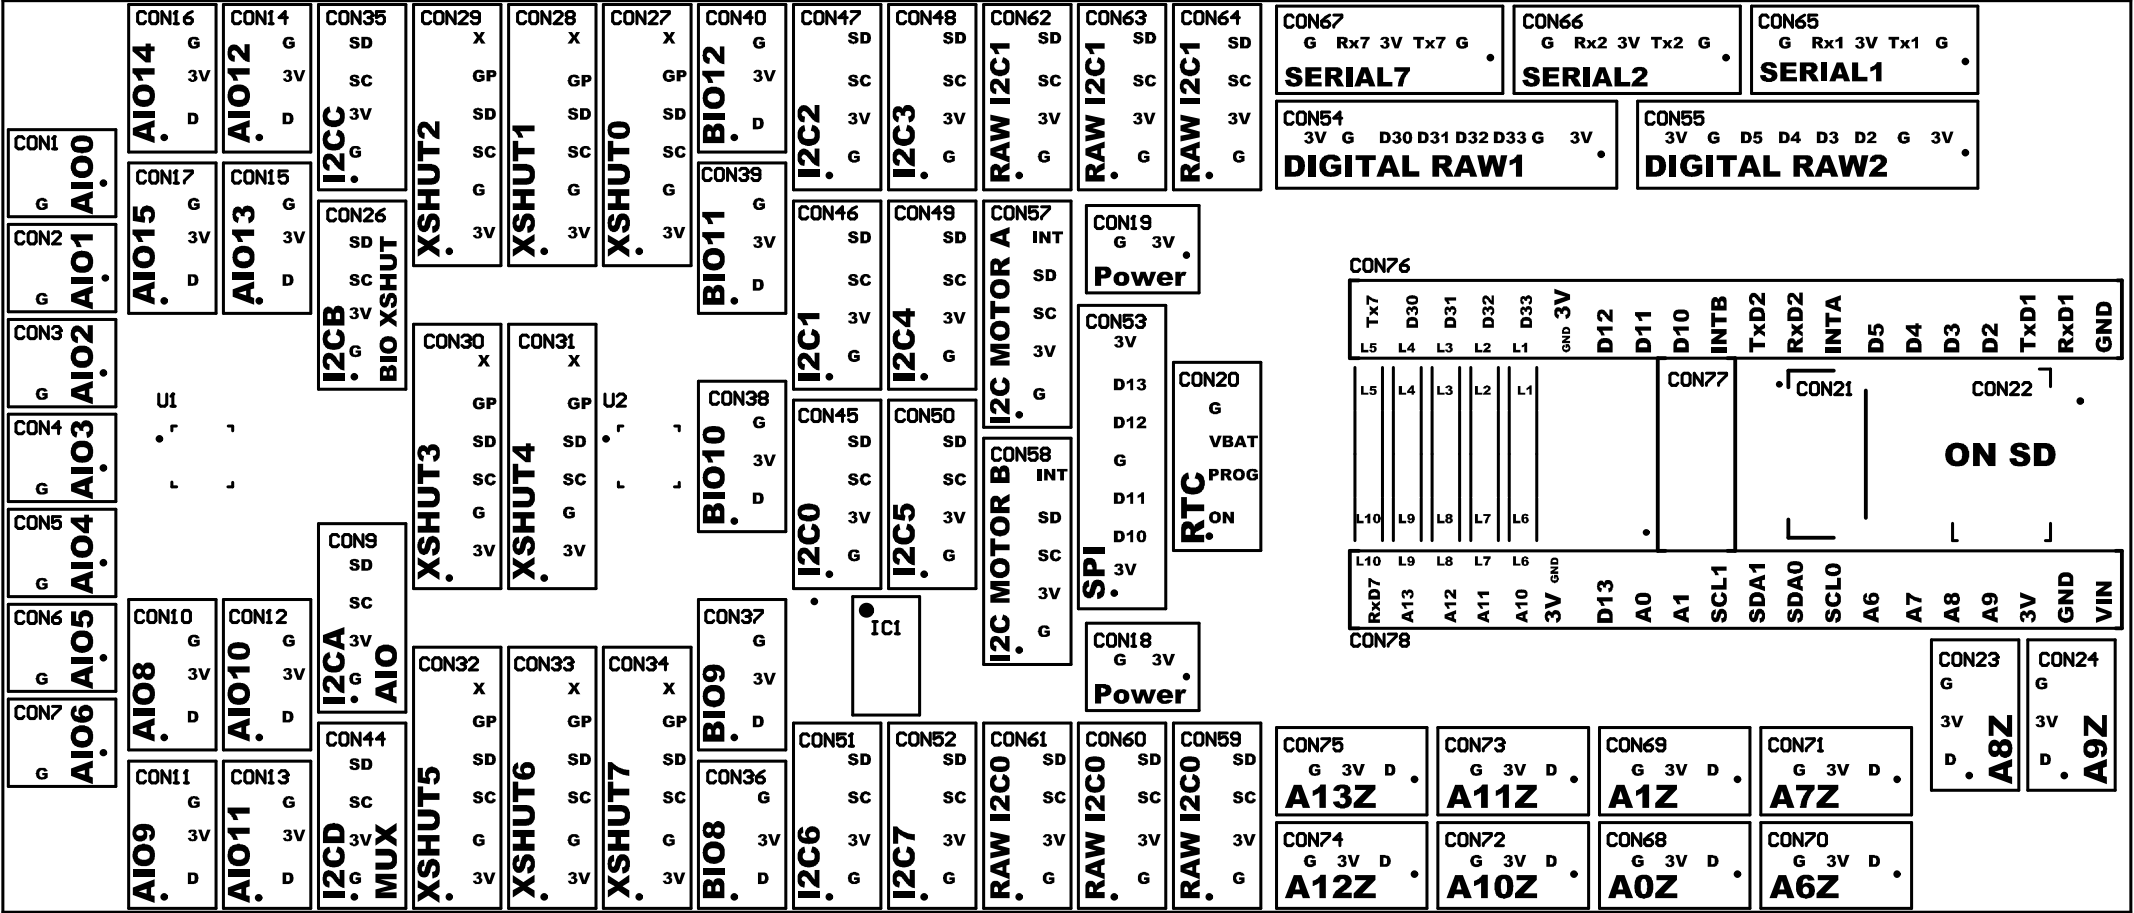 CON16
G
3V
D
AIO14
CON14
G
3V
D
AIO12
CON35
SD
SC
3V
G
I2CC
CON29
X
GP
SD
SC
G
3V
XSHUT2
CON28
X
GP
SD
SC
G
3V
XSHUT1
CON27
X
GP
SD
SC
G
3V
XSHUT0
CON40
G
3V
D
BIO12
CON47
SD
SC
3V
G
I2C2
CON48
SD
SC
3V
G
I2C3
CON62
SD
SC
3V
G
RAW I2C1
CON63
SD
SC
3V
G
RAW I2C1
CON64
SD
SC
3V
G
RAW I2C1
CON67
G Rx7 3V Tx7 G
SERIAL7
CON66
G Rx2 3V Tx2 G
SERIAL2
CON65
G Rx1 3V Tx1 G
SERIAL1
CON54
3V G D30 D31 D32 D33 G 3V
DIGITAL RAW1
CON55
3V G D5 D4 D3 D2 G 3V
DIGITAL RAW2
CON1
G
AIO0
CON2
G
AIO1
CON3
G
AIO2
CON4
G
AIO3
CON5
G
AIO4
CON6
G
AIO5
CON7
G
AIO6
CON17
G
3V
D
AIO15
CON15
G
3V
D
AIO13
CON26
SD
SC
3V
G
I2CB
BIO XSHUT
CON39
G
3V
D
BIO11
CON46
SD
SC
3V
G
I2C1
CON49
SD
SC
3V
G
I2C4
CON57
INT
SD
SC
3V
G
I2C MOTOR A
CON19
G 3V
Power
CON53
3V
D13
D12
G
D11
D10
3V
SPI
CON20
G
VBAT
PROG
ON
RTC
U1
U2
CON30
X
GP
SD
SC
G
3V
XSHUT3
CON31
X
GP
SD
SC
G
3V
XSHUT4
CON38
G
3V
D
BIO10
CON45
SD
SC
3V
G
I2C0
CON50
SD
SC
3V
G
I2C5
CON58
INT
SD
SC
3V
G
I2C MOTOR B
CON76
Tx7 D30 D31 D32 D33 GND 3V D12 D11 D10 INTB TxD2 RxD2 INTA D5 D4 D3 D2 TxD1 RxD1 GND
L5 L4 L3 L2 L1
L5 L4 L3 L2 L1
CON77
CON21
CON22
ON SD
L10 L9 L8 L7 L6
L10 L9 L8 L7 L6
RxD7 A13 A12 A11 A10 3V GND D13 A0 A1 SCL1 SDA1 SDA0 SCL0 A6 A7 A8 A9 3V GND VIN
CON78
CON9
SD
SC
3V
G
I2CA
AIO
CON10
G
3V
D
AIO8
CON12
G
3V
D
AIO10
CON37
G
3V
D
BIO9
IC1
CON18
G 3V
Power
CON23
G
3V
D
A8Z
CON24
G
3V
D
A9Z
CON11
G
3V
D
AIO9
CON13
G
3V
D
AIO11
CON44
SD
SC
3V
G
I2CD
MUX
CON32
X
GP
SD
SC
G
3V
XSHUT5
CON33
X
GP
SD
SC
G
3V
XSHUT6
CON34
X
GP
SD
SC
G
3V
XSHUT7
CON36
G
3V
D
BIO8
CON51
SD
SC
3V
G
I2C6
CON52
SD
SC
3V
G
I2C7
CON61
SD
SC
3V
G
RAW I2C0
CON60
SD
SC
3V
G
RAW I2C0
CON59
SD
SC
3V
G
RAW I2C0
CON75
G 3V D
A13Z
CON73
G 3V D
A11Z
CON69
G 3V D
A1Z
CON71
G 3V D
A7Z
CON74
G 3V D
A12Z
CON72
G 3V D
A10Z
CON68
G 3V D
A0Z
CON70
G 3V D
A6Z